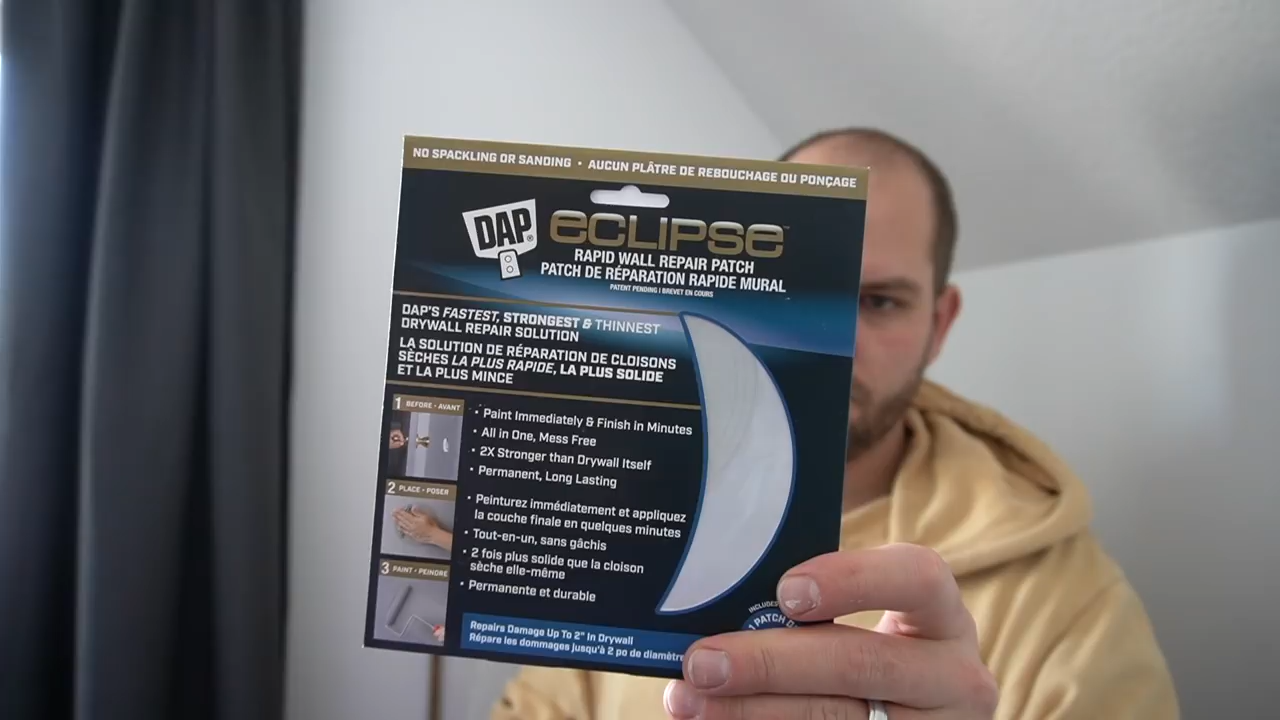 NO SPACKLING OR SANDING • AUCUN PLÂTRE DE REBOUCHAGE OU PONÇAGE
DAP®
ECLIPSE™
RAPID WALL REPAIR PATCH
PATCH DE RÉPARATION RAPIDE MURAL
PATENT PENDING | BREVET EN COURS
DAP'S FASTEST, STRONGEST & THINNEST
DRYWALL REPAIR SOLUTION
LA SOLUTION DE RÉPARATION DE CLOISONS
SÈCHES LA PLUS RAPIDE, LA PLUS SOLIDE
ET LA PLUS MINCE
1 BEFORE • AVANT
2 PLACE • POSER
3 PAINT • PEINDRE
• Paint Immediately & Finish in Minutes
• All in One, Mess Free
• 2X Stronger than Drywall Itself
• Permanent, Long Lasting
• Peinturez immédiatement et appliquez
la couche finale en quelques minutes
• Tout-en-un, sans gâchis
• 2 fois plus solide que la cloison
sèche elle-même
• Permanente et durable
Repairs Damage Up To 2" In Drywall
Répare les dommages jusqu'à 2 po de diamètre
INCLUDES
1 PATCH